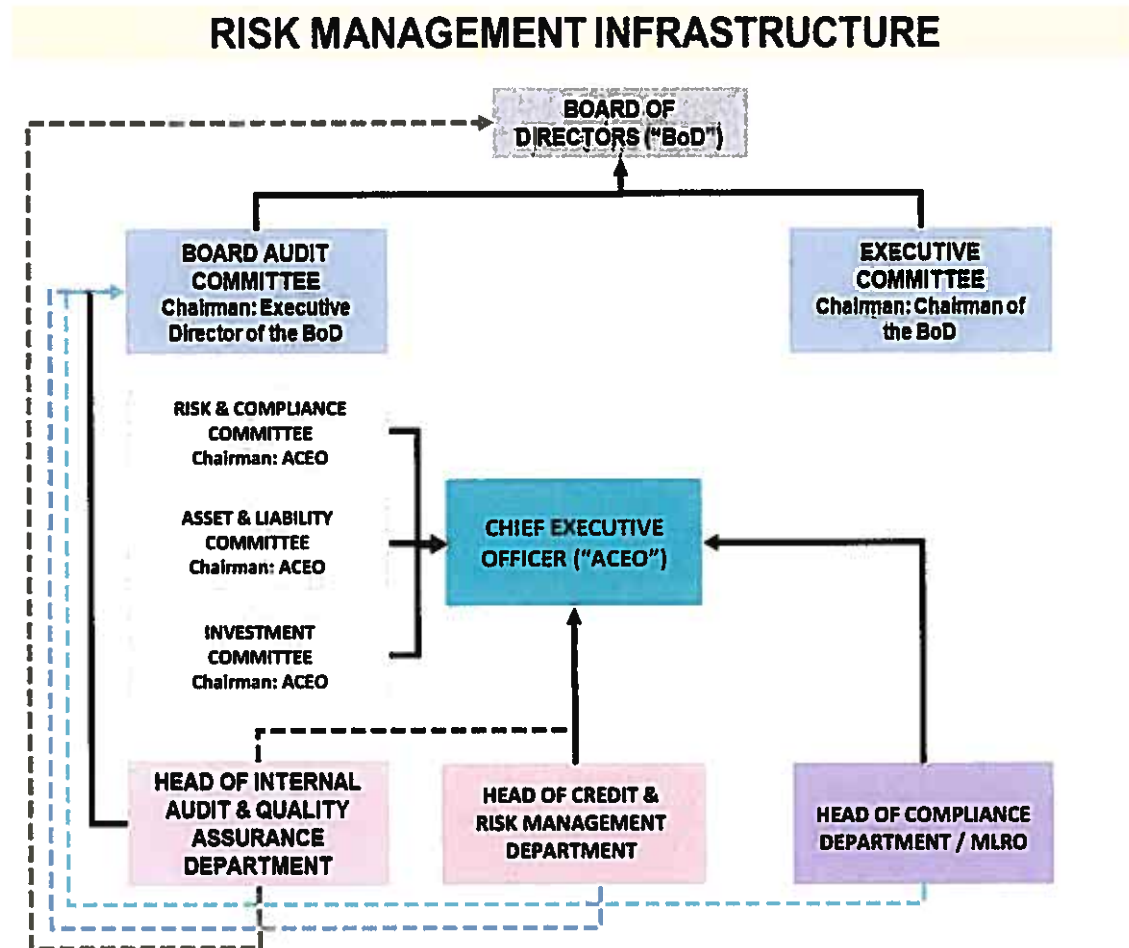 RISK MANAGEMENT INFRASTRUCTURE
BOARD OF
DIRECTORS ("BoD")
BOARD AUDIT
COMMITTEE
Chairman: Executive
Director of the BoD
EXECUTIVE
COMMITTEE
Chairman: Chairman of
the BoD
RISK & COMPLIANCE
COMMITTEE
Chairman: ACEO
ASSET & LIABILITY
COMMITTEE
Chairman: ACEO
INVESTMENT
COMMITTEE
Chairman: ACEO
CHIEF EXECUTIVE
OFFICER ("ACEO")
HEAD OF INTERNAL
AUDIT & QUALITY
ASSURANCE
DEPARTMENT
HEAD OF CREDIT &
RISK MANAGEMENT
DEPARTMENT
HEAD OF COMPLIANCE
DEPARTMENT / MLRO